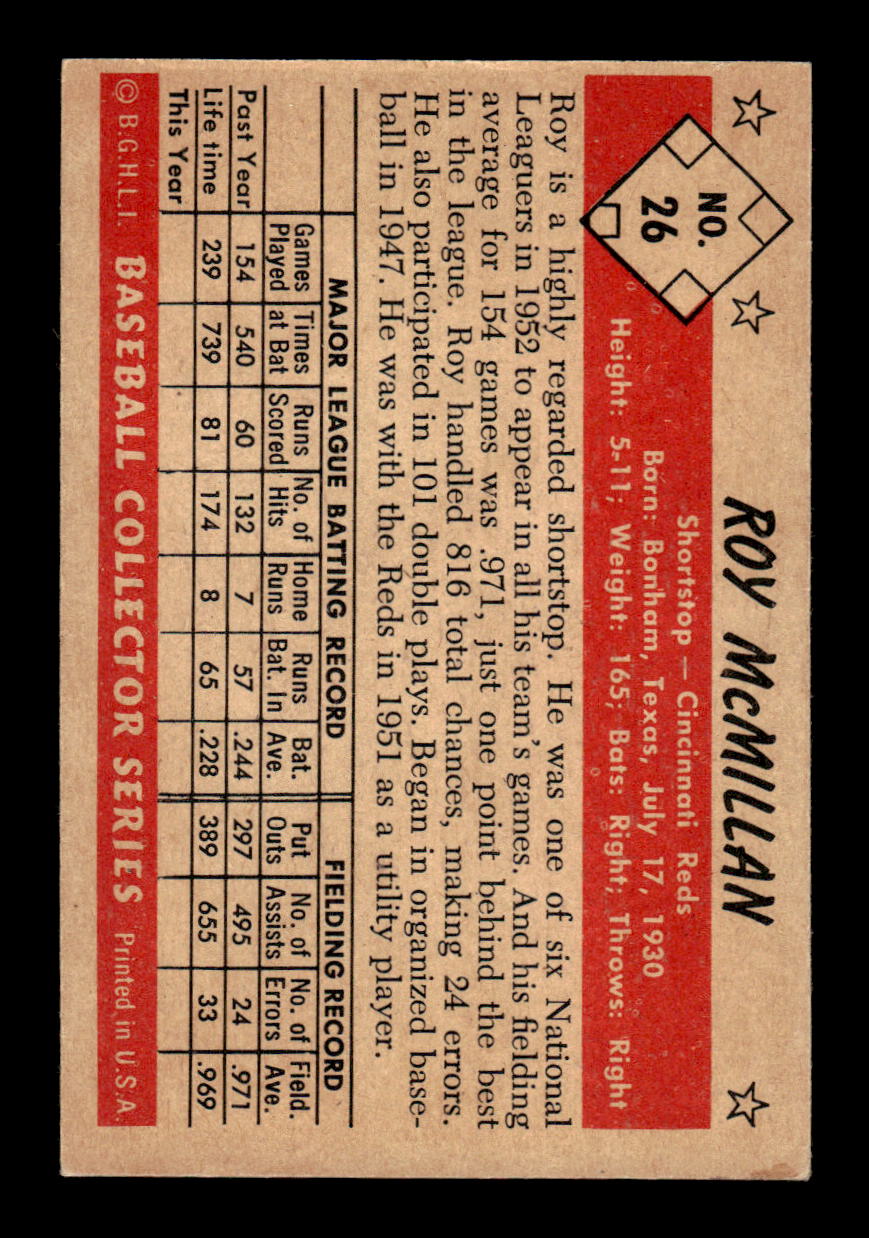 ROY McMILLAN
NO.
26
Shortstop — Cincinnati Reds
Born: Bonham, Texas, July 17, 1930
Height: 5-11; Weight: 165; Bats: Right; Throws: Right
Roy is a highly regarded shortstop. He was one of six National
Leaguers in 1952 to appear in all his team's games. And his fielding
average for 154 games was .971, just one point behind the best
in the league. Roy handled 816 total chances, making 24 errors.
He also participated in 101 double plays. Began in organized base-
ball in 1947. He was with the Reds in 1951 as a utility player.
MAJOR LEAGUE BATTING RECORD FIELDING RECORD
Games Times Runs No. of Home Runs Bat. Put No. of No. of Field.
Played at Bat Scored Hits Runs Bat. In Ave. Outs Assists Errors Ave.
Past Year 154 540 60 132 7 57 .244 297 495 24 .971
Life time 239 739 81 174 8 65 .228 389 655 33 .969
This Year
© B.G.H.L.I. BASEBALL COLLECTOR SERIES Printed in U.S.A.